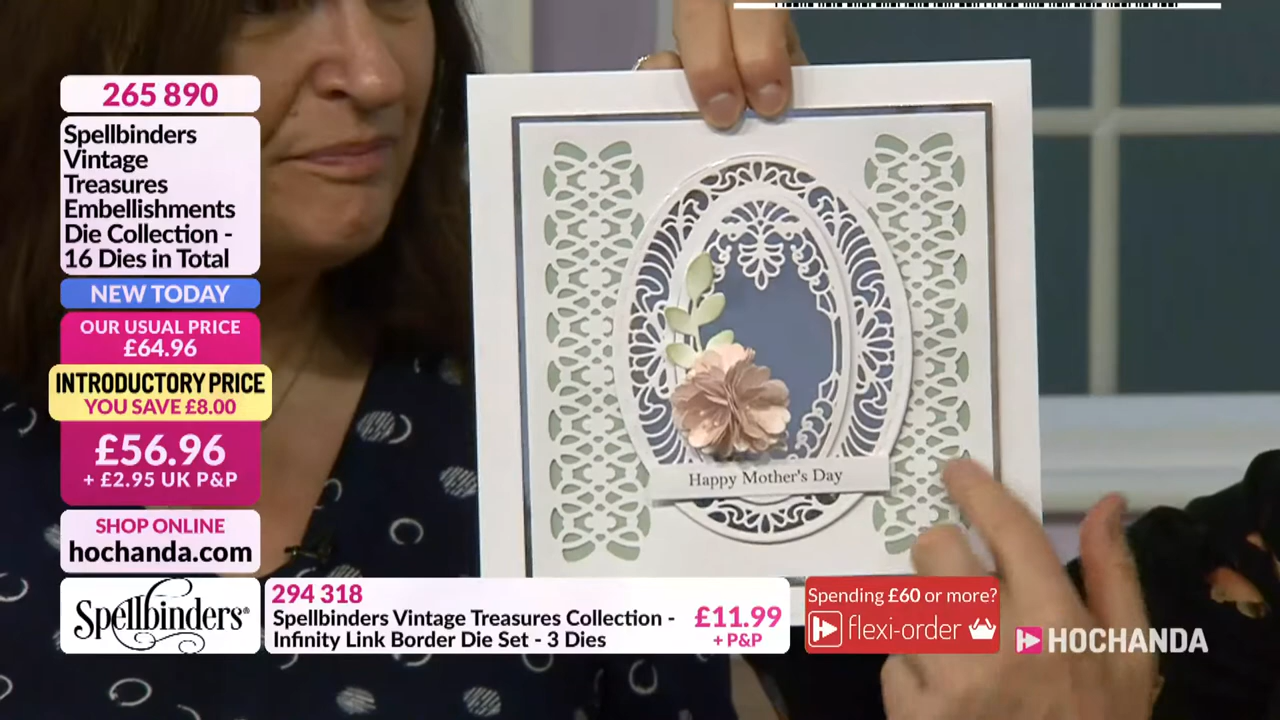 265 890
Spellbinders
Vintage
Treasures
Embellishments
Die Collection -
16 Dies in Total
NEW TODAY
OUR USUAL PRICE
£64.96
INTRODUCTORY PRICE
YOU SAVE £8.00
£56.96
+ £2.95 UK P&P
SHOP ONLINE
hochanda.com
Happy Mother's Day
Spellbinders®
294 318
Spellbinders Vintage Treasures Collection -
Infinity Link Border Die Set - 3 Dies
£11.99
+ P&P
Spending £60 or more?
flexi-order
HOCHANDA